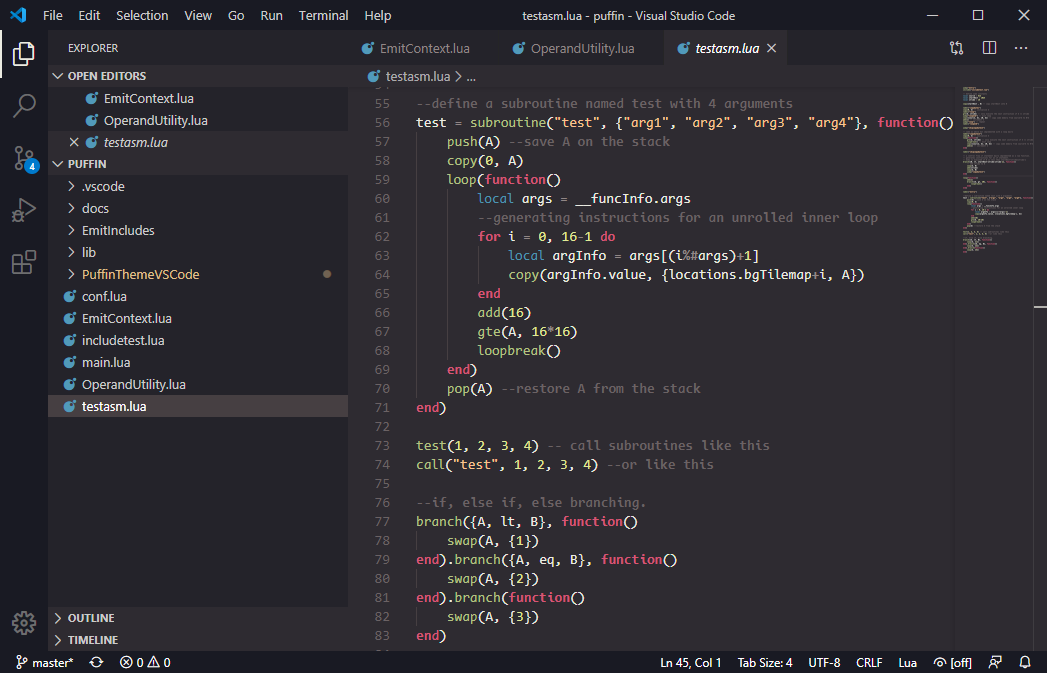 File Edit Selection View Go Run Terminal Help testasm.lua - puffin - Visual Studio Code
EXPLORER
OPEN EDITORS
EmitContext.lua
OperandUtility.lua
testasm.lua
PUFFIN
.vscode
docs
EmitIncludes
lib
PuffinThemeVSCode
conf.lua
EmitContext.lua
includetest.lua
main.lua
OperandUtility.lua
testasm.lua
OUTLINE
TIMELINE
4
EmitContext.lua OperandUtility.lua testasm.lua
testasm.lua > ...
55 --define a subroutine named test with 4 arguments
56 test = subroutine("test", {"arg1", "arg2", "arg3", "arg4"}, function()
57     push(A) --save A on the stack
58     copy(0, A)
59     loop(function()
60         local args = __funcInfo.args
61         --generating instructions for an unrolled inner loop
62         for i = 0, 16-1 do
63             local argInfo = args[(i%#args)+1]
64             copy(argInfo.value, {locations.bgTilemap+i, A})
65         end
66         add(16)
67         gte(A, 16*16)
68         loopbreak()
69     end)
70     pop(A) --restore A from the stack
71 end)
72
73 test(1, 2, 3, 4) -- call subroutines like this
74 call("test", 1, 2, 3, 4) --or like this
75
76 --if, else if, else branching.
77 branch({A, lt, B}, function()
78     swap(A, {1})
79 end).branch({A, eq, B}, function()
80     swap(A, {2})
81 end).branch(function()
82     swap(A, {3})
83 end)
master* 0 0 Ln 45, Col 1 Tab Size: 4 UTF-8 CRLF Lua [off]